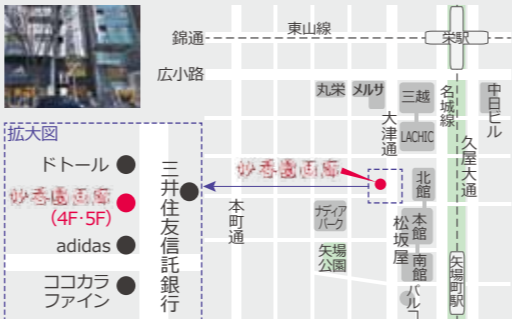 東山線
錦通
栄駅
広小路
丸栄
メルサ
三越
名城線
中日ビル
大津通
LACHIC
久屋大通
拡大図
ドトール
三井住友信託銀行
妙香園画廊
(4F・5F)
adidas
ココカラ
ファイン
妙香園画廊
本町通
北館
ナディア
パーク
本館
松坂屋
矢場
公園
南館
パルコ
矢場町駅